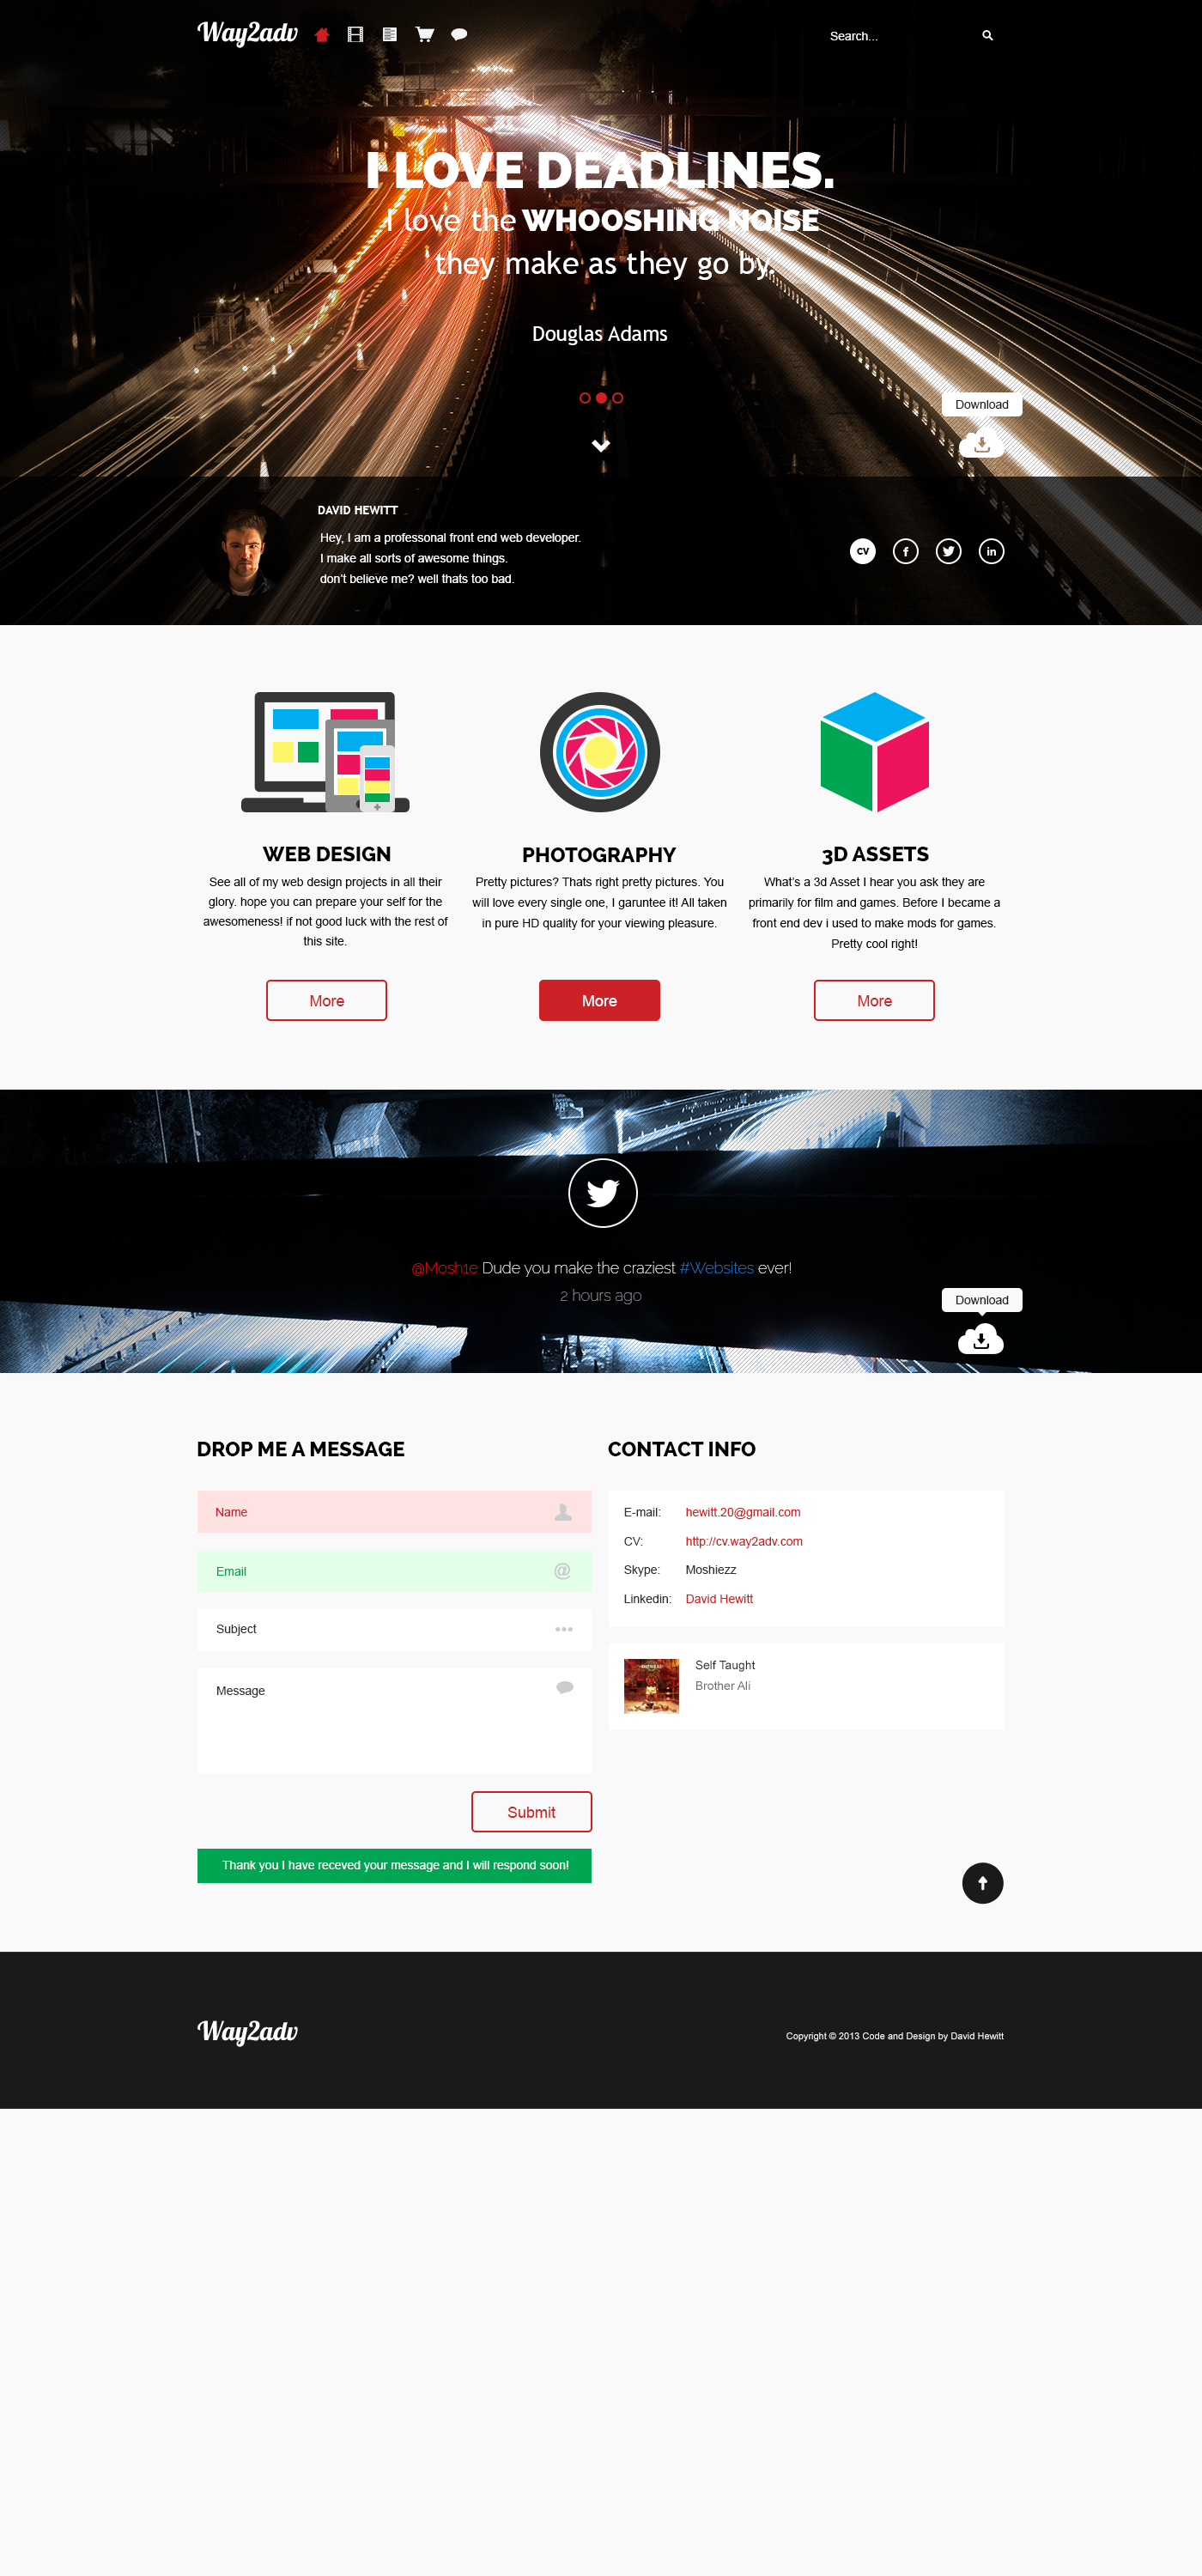 Way2adv
Search...
I LOVE DEADLINES.
I love the WHOOSHING NOISE
they make as they go by.
Douglas Adams
Download
DAVID HEWITT
Hey, I am a professonal front end web developer.
I make all sorts of awesome things.
don't believe me? well thats too bad.
CV
f
in
WEB DESIGN
See all of my web design projects in all their
glory. hope you can prepare your self for the
awesomeness! if not good luck with the rest of
this site.
More
PHOTOGRAPHY
Pretty pictures? Thats right pretty pictures. You
will love every single one, I garuntee it! All taken
in pure HD quality for your viewing pleasure.
More
3D ASSETS
What's a 3d Asset I hear you ask they are
primarily for film and games. Before I became a
front end dev i used to make mods for games.
Pretty cool right!
More
@Mosh1e Dude you make the craziest #Websites ever!
2 hours ago
Download
DROP ME A MESSAGE
Name
Email
@
Subject
Message
Submit
Thank you I have receved your message and I will respond soon!
CONTACT INFO
E-mail: hewitt.20@gmail.com
CV: http://cv.way2adv.com
Skype: Moshiezz
Linkedin: David Hewitt
Self Taught
Brother Ali
Way2adv
Copyright © 2013 Code and Design by David Hewitt